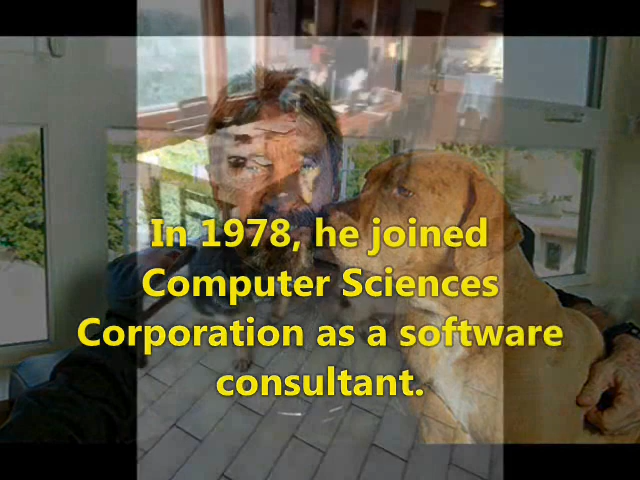 In 1978, he joined
Computer Sciences
Corporation as a software
consultant.